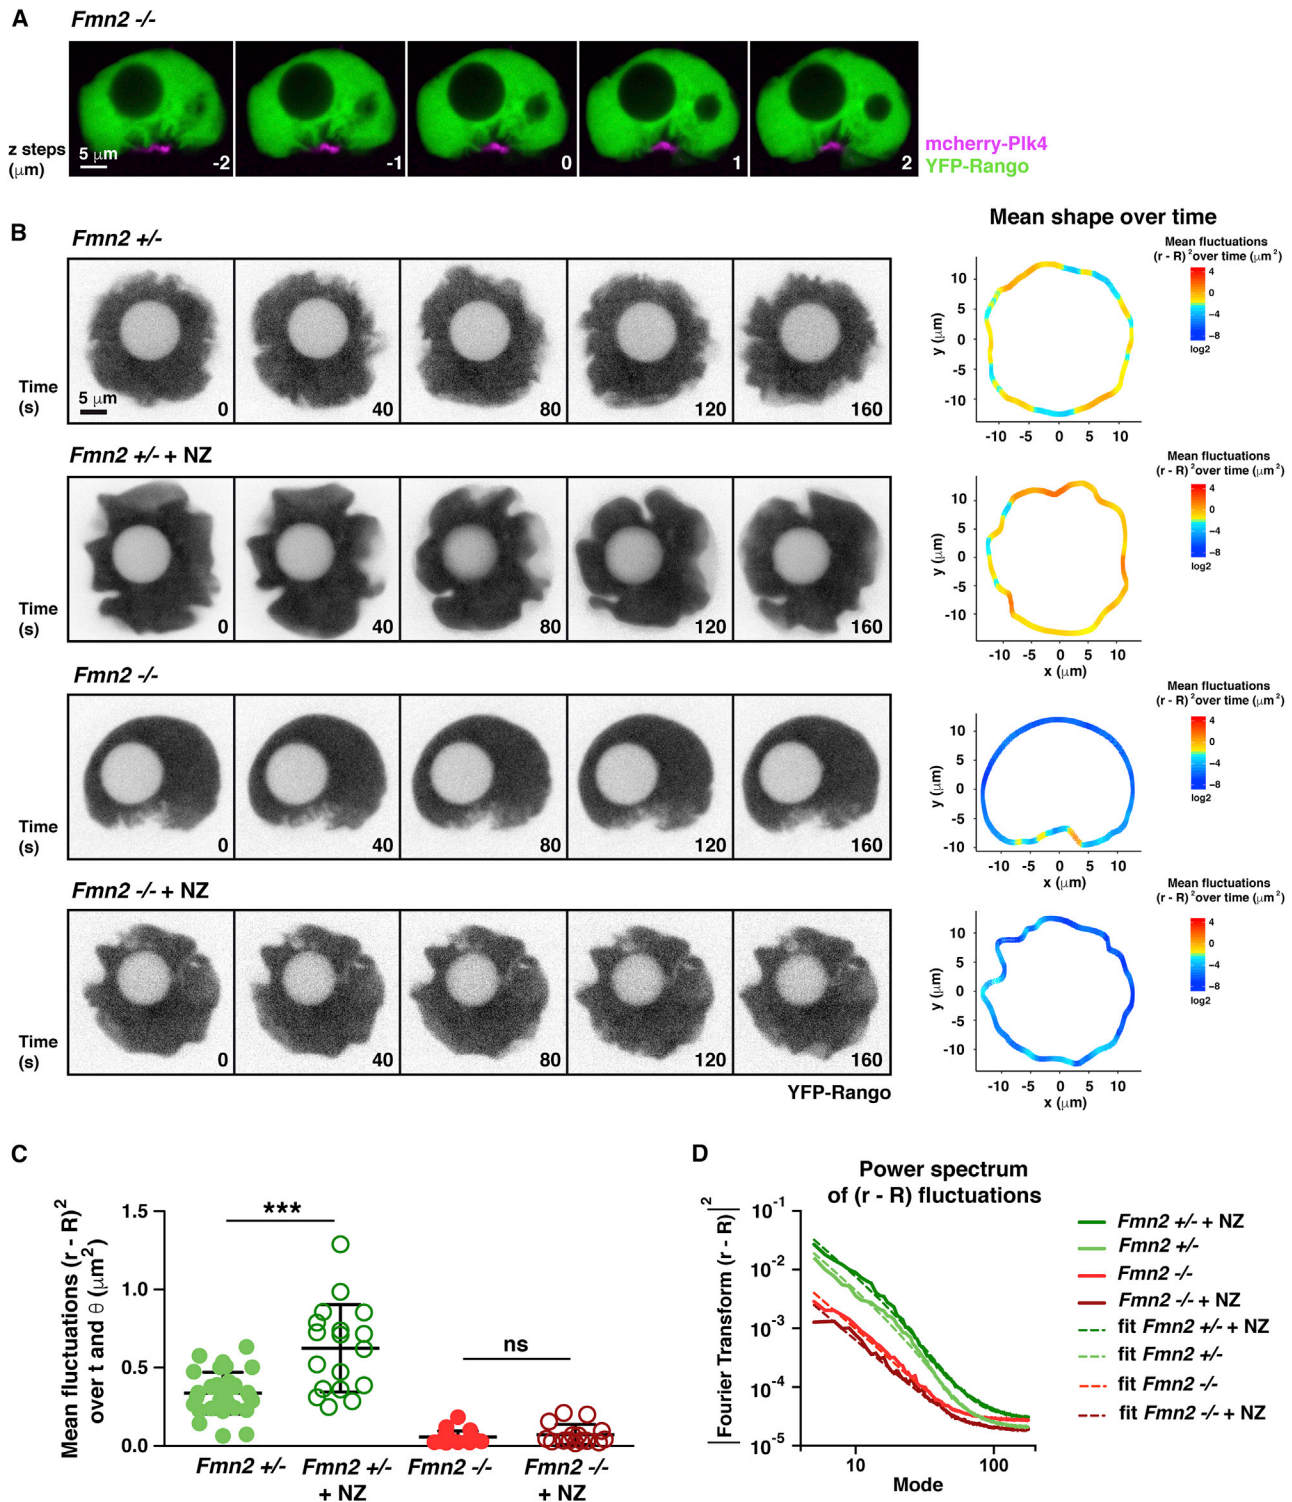 A
Fmn2 -/-
z steps
(μm)
5 μm
-2
-1
0
1
2
mcherry-Plk4
YFP-Rango
B
Mean shape over time
Fmn2 +/-
Time
(s)
5 μm
0
40
80
120
160
y (μm)
10
5
0
-5
-10
-10 -5 0 5 10
Mean fluctuations
(r - R)2 over time (μm2)
4
0
−4
−8
log2
Fmn2 +/- + NZ
Time
(s)
0
40
80
120
160
y (μm)
10
5
0
-5
-10
-10 -5 0 5 10
x (μm)
Mean fluctuations
(r - R)2 over time (μm2)
4
0
−4
−8
log2
Fmn2 -/-
Time
(s)
0
40
80
120
160
y (μm)
10
5
0
-5
-10
-10 -5 0 5 10
x (μm)
Mean fluctuations
(r - R)2 over time (μm2)
4
0
−4
−8
log2
Fmn2 -/- + NZ
Time
(s)
0
40
80
120
160
YFP-Rango
y (μm)
10
5
0
-5
-10
-10 -5 0 5 10
x (μm)
Mean fluctuations
(r - R)2 over time (μm2)
4
0
−4
−8
log2
C
Mean fluctuations (r - R)2
over t and θ (μm2)
1.5
1.0
0.5
0.0
***
ns
Fmn2 +/-
Fmn2 +/-
+ NZ
Fmn2 -/-
Fmn2 -/-
+ NZ
D
Power spectrum
of (r - R) fluctuations
|Fourier Transform (r - R)|2
10-1
10-2
10-3
10-4
10-5
10 100
Mode
Fmn2 +/- + NZ
Fmn2 +/-
Fmn2 -/-
Fmn2 -/- + NZ
fit Fmn2 +/- + NZ
fit Fmn2 +/-
fit Fmn2 -/-
fit Fmn2 -/- + NZ